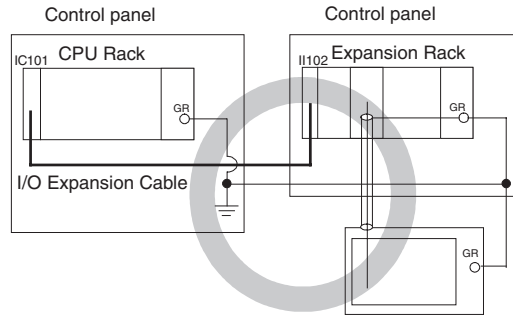 Control panel
Control panel
IC101
CPU Rack
II102
Expansion Rack
GR
GR
I/O Expansion Cable
GR